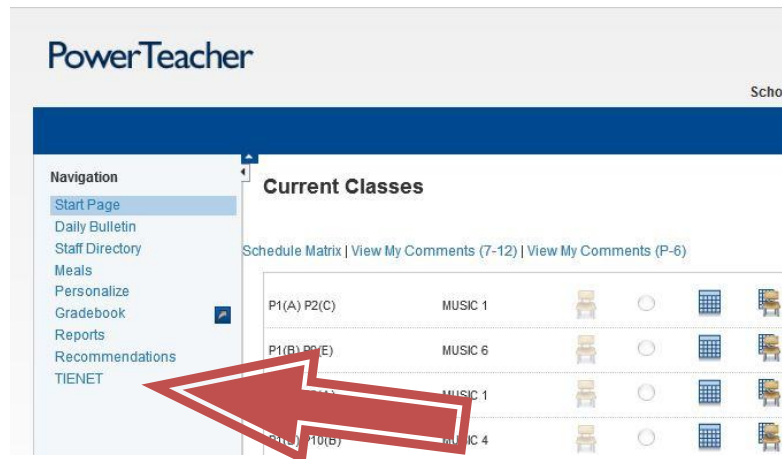 PowerTeacher
Scho
Navigation
Start Page
Daily Bulletin
Staff Directory
Meals
Personalize
Gradebook
Reports
Recommendations
TIENET
Current Classes
Schedule Matrix | View My Comments (7-12) | View My Comments (P-6)
P1(A) P2(C) MUSIC 1
P1(B) MUSIC 6
MUSIC 1
P10(B) MUSIC 4